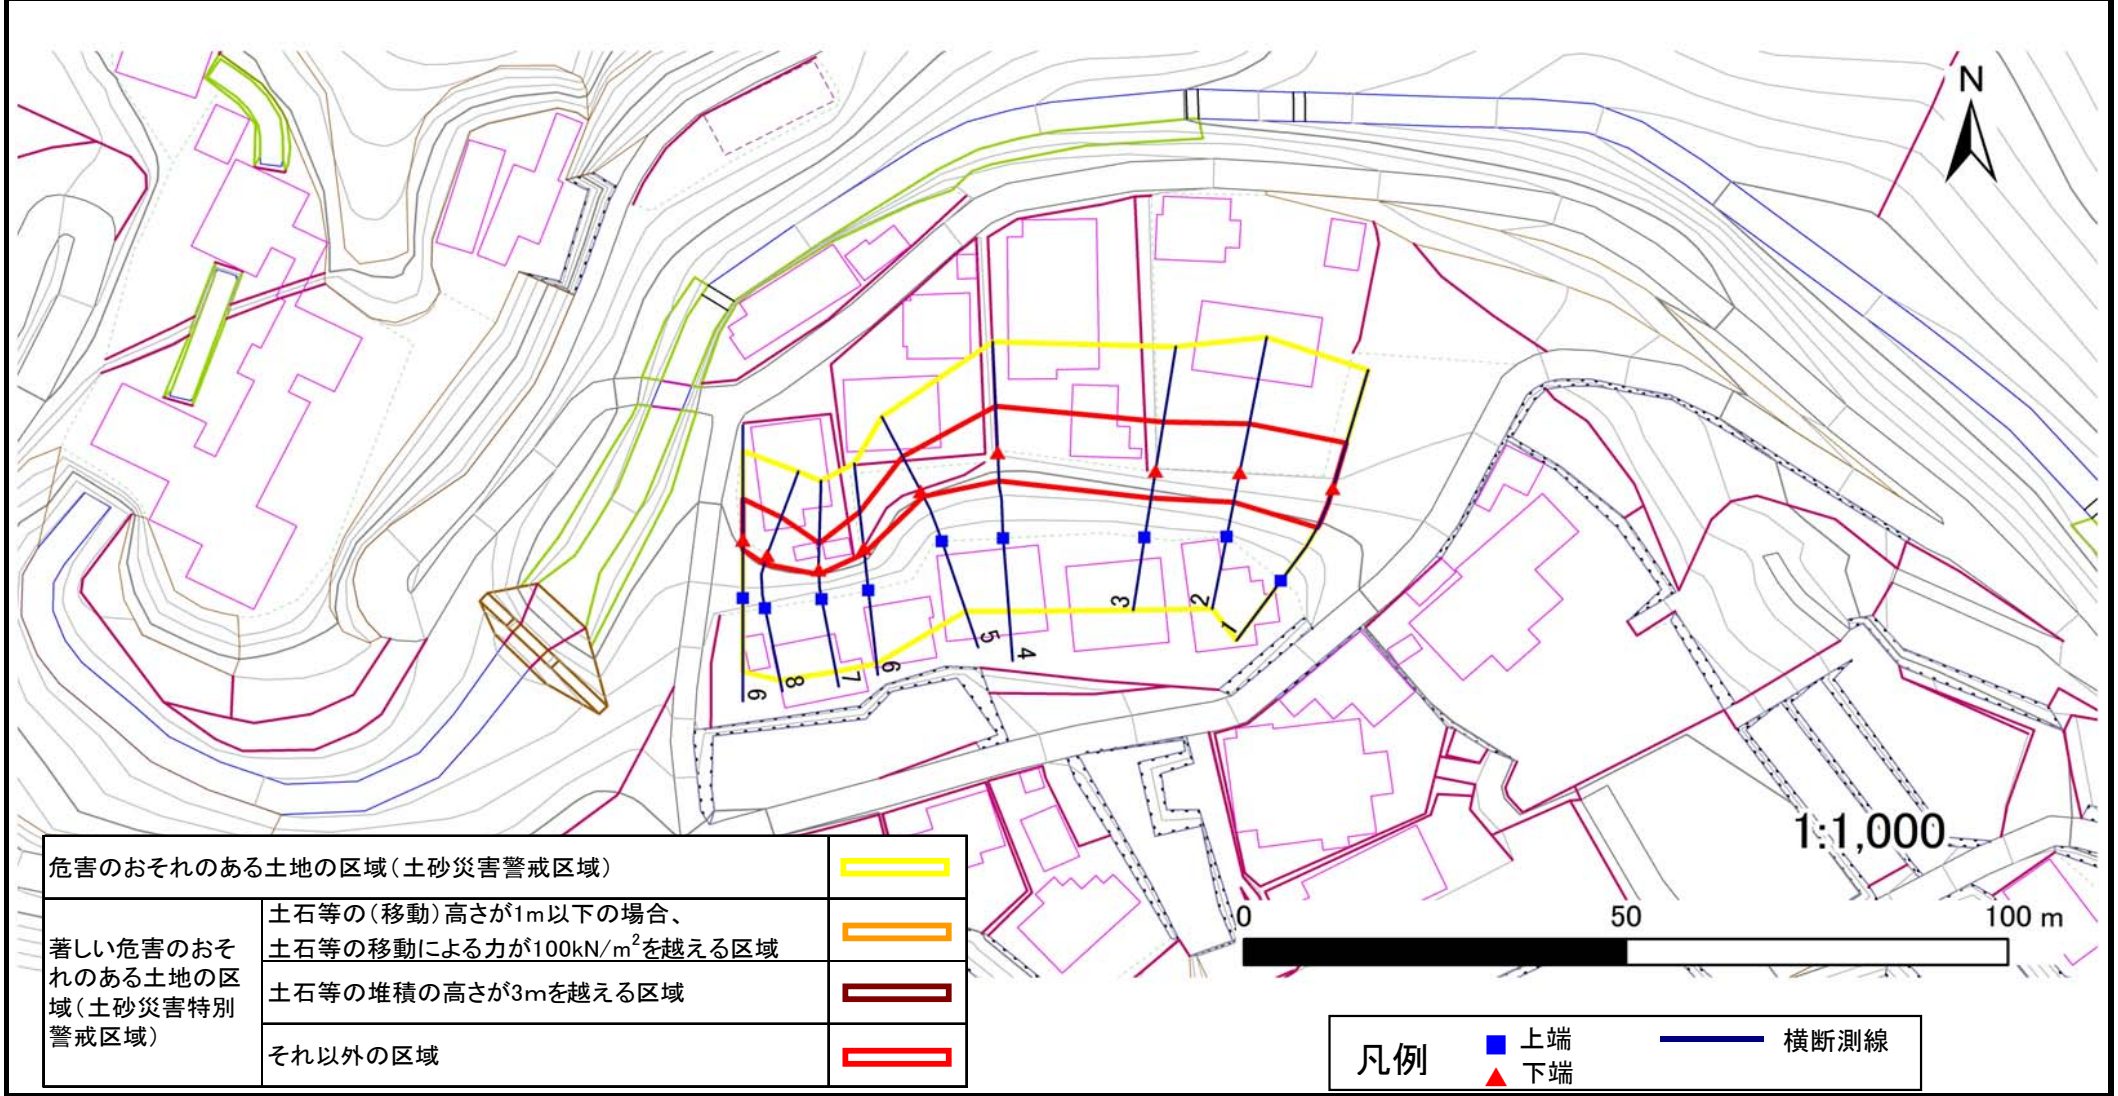 N
3
2
1
5
4
6
7
8
9
1:1,000
0 50 100 m
危害のおそれのある土地の区域(土砂災害警戒区域)
著しい危害のおそ
れのある土地の区
域(土砂災害特別
警戒区域)
土石等の(移動)高さが1m以下の場合、
土石等の移動による力が100kN/m²を越える区域
土石等の堆積の高さが3mを越える区域
それ以外の区域
凡例
上端
下端
横断測線